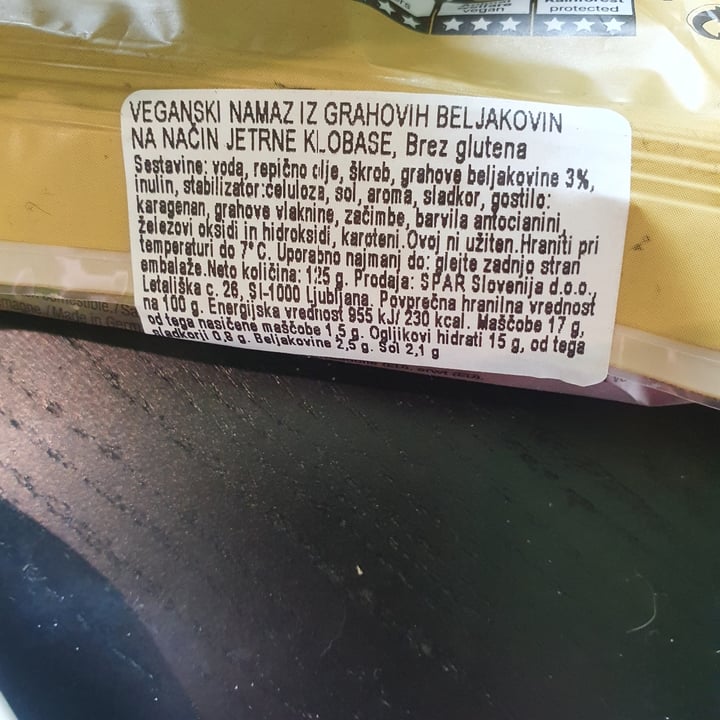 vegan
protected
VEGANSKI NAMAZ IZ GRAHOVIH BELJAKOVIN
NA NAČIN JETRNE KLOBASE, Brez glutena
Sestavine: voda, repično olje, škrob, grahove beljakovine 3%,
inulin, stabilizator:celuloza, sol, aroma, sladkor, gostilo:
karagenan, grahove vlaknine, začimbe, barvila antocianini,
železovi oksidi in hidroksidi, karoteni.Ovoj ni užiten.Hraniti pri
temperaturi do 7°C. Uporabno najmanj do: glejte zadnjo stran
embalaže.Neto količina: 125 g. Prodaja: SPAR Slovenija d.o.o.,
Letališka c. 26, SI-1000 Ljubljana. Povprečna hranilna vrednost
na 100 g. Energijska vrednost 955 kJ/ 230 kcal. Maščobe 17 g,
od tega nasičene maščobe 1,5 g. Ogljikovi hidrati 15 g, od tega
sladkorji 0,8 g. Beljakovine 2,5 g. Sol 2,1 g
/Made in Germ